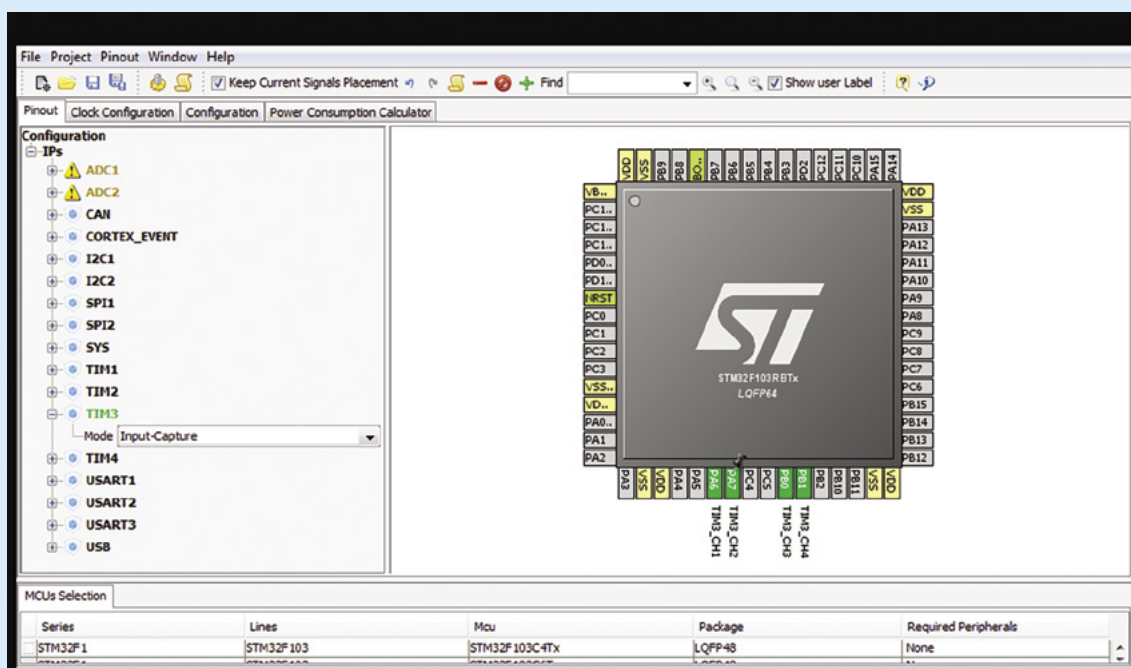 File Project Pinout Window Help
Keep Current Signals Placement Find Show user Label
Pinout Clock Configuration Configuration Power Consumption Calculator
Configuration
IPs
ADC1
ADC2
CAN
CORTEX_EVENT
I2C1
I2C2
SPI1
SPI2
SYS
TIM1
TIM2
TIM3
Mode Input-Capture
TIM4
USART1
USART2
USART3
USB
VDD VSS PB9 PB8 BO.. PB7 PB6 PB5 PB4 PB3 PD2 PC12 PC11 PC10 PA15 PA14
VB..
PC1..
PC1..
PC1..
PD0..
PD1..
NRST
PC0
PC1
PC2
PC3
VSS..
VD..
PA0..
PA1
PA2
ST
STM32F103RBTx
LQFP64
VDD
VSS
PA13
PA12
PA11
PA10
PA9
PA8
PC9
PC8
PC7
PC6
PB15
PB14
PB13
PB12
PA3 VSS VDD PA4 PA5 PA6 PA7 PC4 PC5 PB0 PB1 PB2 PB10 PB11 VSS VDD
TIM3_CH1 TIM3_CH2 TIM3_CH3 TIM3_CH4
MCUs Selection
Series Lines Mcu Package Required Peripherals
STM32F1 STM32F103 STM32F103C4Tx LQFP48 None